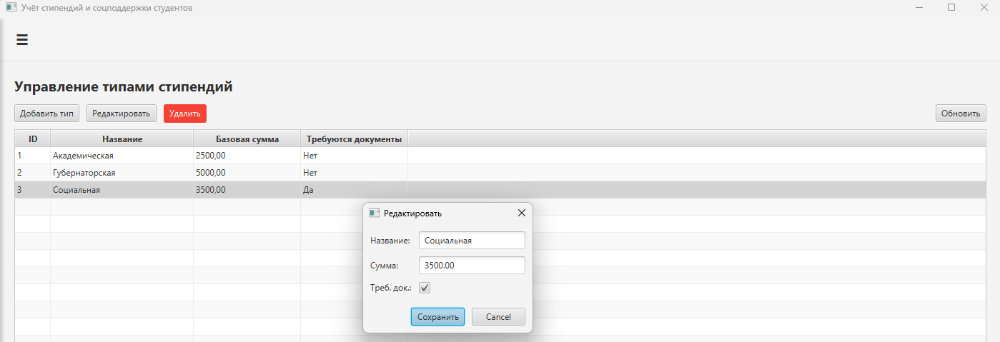 Учёт стипендий и соцподдержки студентов
Управление типами стипендий
Добавить тип Редактировать Удалить Обновить
ID Название Базовая сумма Требуются документы
1 Академическая 2500,00 Нет
2 Губернаторская 5000,00 Нет
3 Социальная 3500,00 Да
Редактировать
Название: Социальная
Сумма: 3500.00
Треб. док.:
Сохранить Cancel